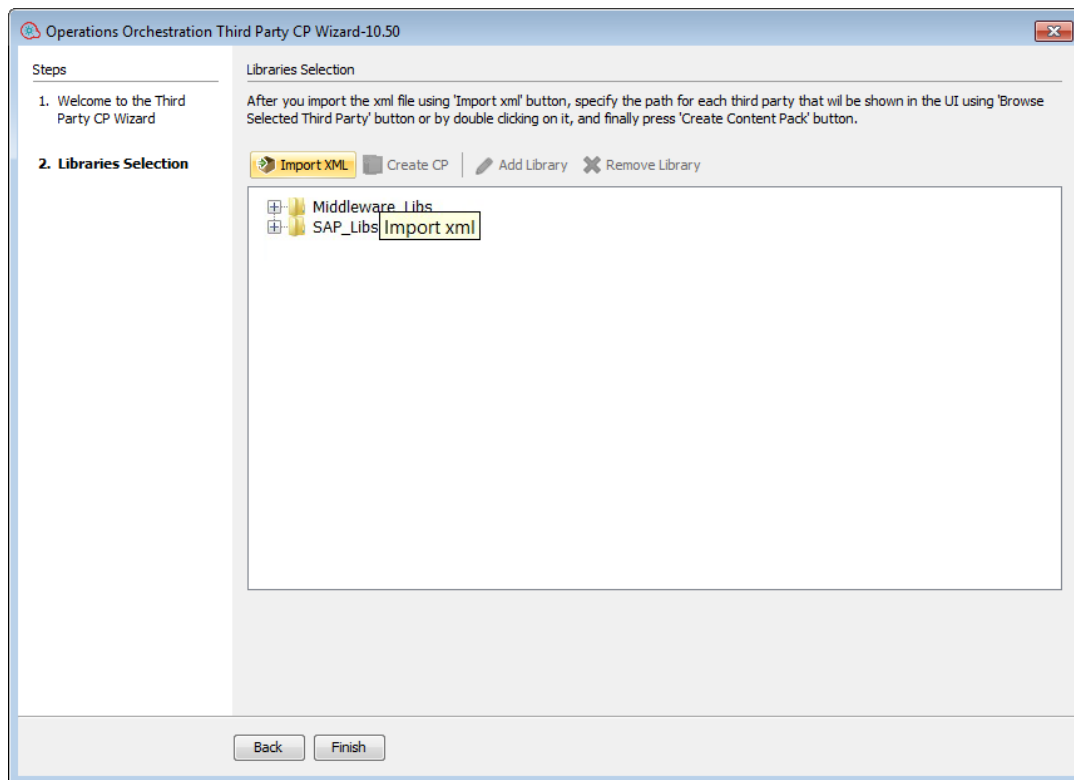 Operations Orchestration Third Party CP Wizard-10.50
Steps
1. Welcome to the Third
Party CP Wizard
2. Libraries Selection
Libraries Selection
After you import the xml file using 'Import xml' button, specify the path for each third party that wil be shown in the UI using 'Browse
Selected Third Party' button or by double clicking on it, and finally press 'Create Content Pack' button.
Import XML Create CP Add Library Remove Library
Middleware_Libs
SAP_Libs
Import xml
Back Finish